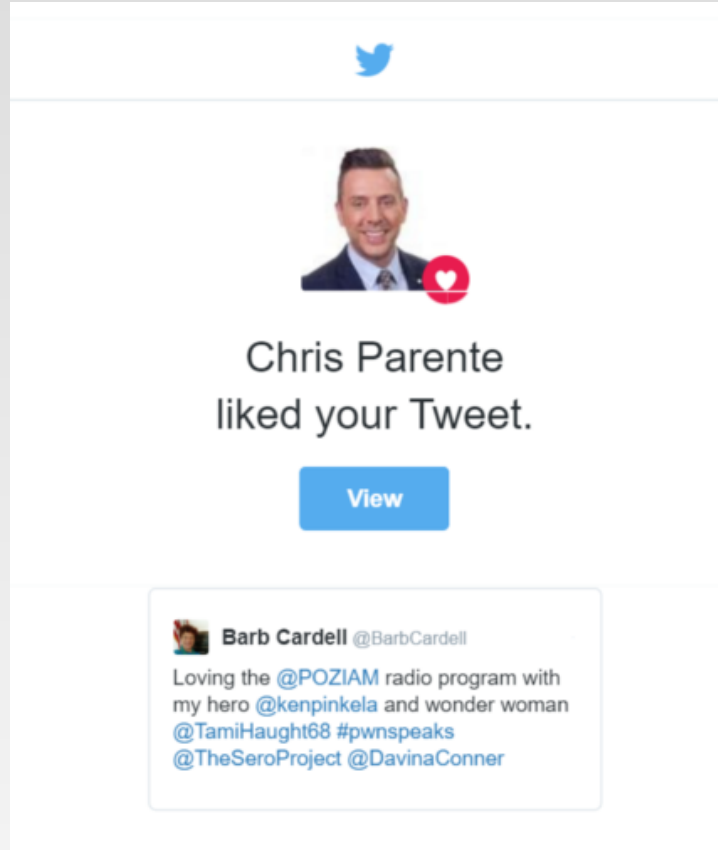 Chris Parente
liked your Tweet.
View
Barb Cardell @BarbCardell
Loving the @POZIAM radio program with
my hero @kenpinkela and wonder woman
@TamiHaught68 #pwnspeaks
@TheSeroProject @DavinaConner